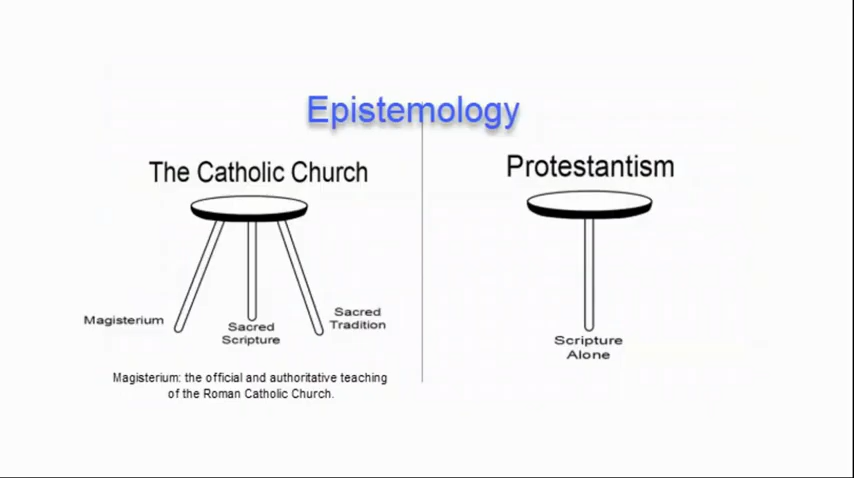 Epistemology
The Catholic Church
Magisterium
Sacred
Scripture
Sacred
Tradition
Magisterium: the official and authoritative teaching
of the Roman Catholic Church.
Protestantism
Scripture
Alone